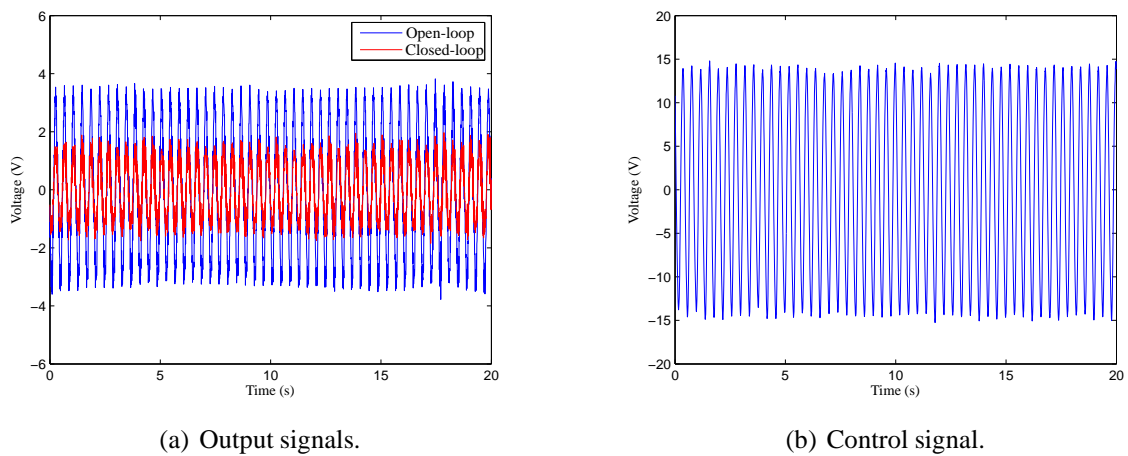 6
4
2
0
−2
−4
−6
Voltage (V)
0 5 10 15 20
Time (s)
Open-loop
Closed-loop
(a) Output signals.
20
15
10
5
0
−5
−10
−15
−20
Voltage (V)
0 5 10 15 20
Time (s)
(b) Control signal.